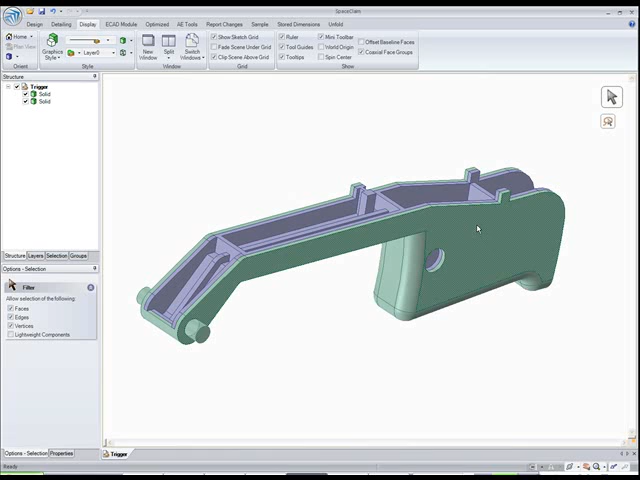 SpaceClaim
Design Detailing Display ECAD Module Optimized AE Tools Report Changes Sample Stored Dimensions Unfold
Home
Plain View
Orient
Graphics Style
Layer0
Style
New Window
Split
Switch Windows
Window
Show Sketch Grid
Fade Scene Under Grid
Clip Scene Above Grid
Grid
Ruler
Tool Guides
Tooltips
Mini Toolbar
World Origin
Spin Center
Offset Baseline Faces
Coaxial Face Groups
Show
Structure
Trigger
Solid
Solid
Structure Layers Selection Groups
Options - Selection
Filter
Allow selection of the following:
Faces
Edges
Vertices
Lightweight Components
Options - Selection Properties
Trigger
Ready